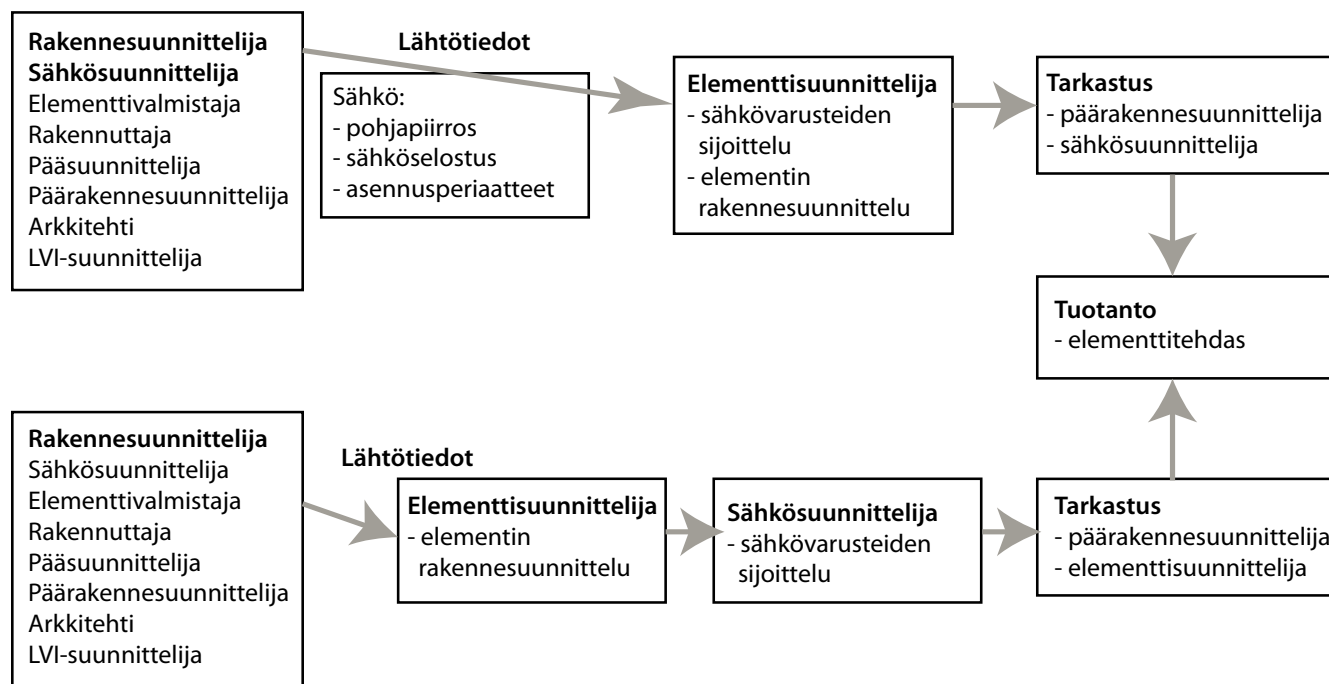 Rakennesuunnittelija
Sähkösuunnittelija
Elementtivalmistaja
Rakennuttaja
Pääsuunnittelija
Päärakennesuunnittelija
Arkkitehti
LVI-suunnittelija
Lähtötiedot
Sähkö:
- pohjapiirros
- sähköselostus
- asennusperiaatteet
Elementtisuunnittelija
- sähkövarusteiden
sijoittelu
- elementin
rakennesuunnittelu
Tarkastus
- päärakennesuunnittelija
- sähkösuunnittelija
Tuotanto
- elementtitehdas
Rakennesuunnittelija
Sähkösuunnittelija
Elementtivalmistaja
Rakennuttaja
Pääsuunnittelija
Päärakennesuunnittelija
Arkkitehti
LVI-suunnittelija
Lähtötiedot
Elementtisuunnittelija
- elementin
rakennesuunnittelu
Sähkösuunnittelija
- sähkövarusteiden
sijoittelu
Tarkastus
- päärakennesuunnittelija
- elementtisuunnittelija